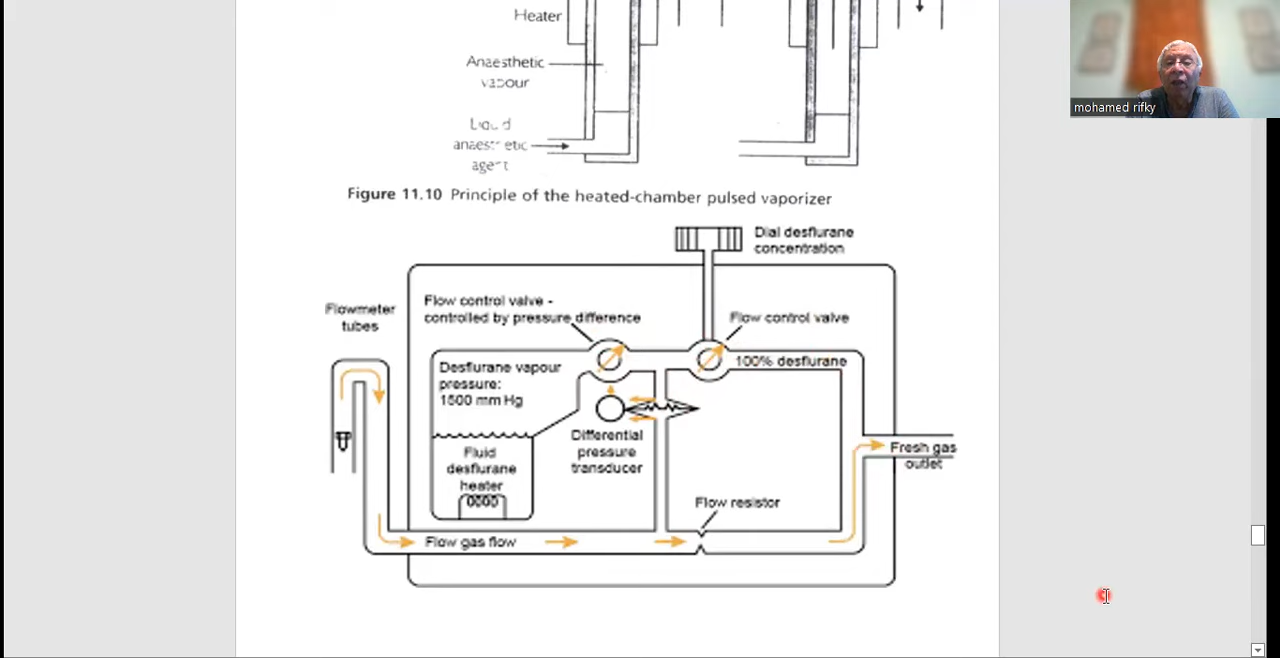 Heater
Anaesthetic
vapour
Liquid
anaesthetic
agent
mohamed rifky
Figure 11.10 Principle of the heated-chamber pulsed vaporizer
Dial desflurane
concentration
Flow control valve -
controlled by pressure difference
Flow control valve
Flowmeter
tubes
Desflurane vapour
pressure:
1500 mm Hg
100% desflurane
Differential
pressure
transducer
Fluid
desflurane
heater
Fresh gas
outlet
Flow resistor
Flow gas flow